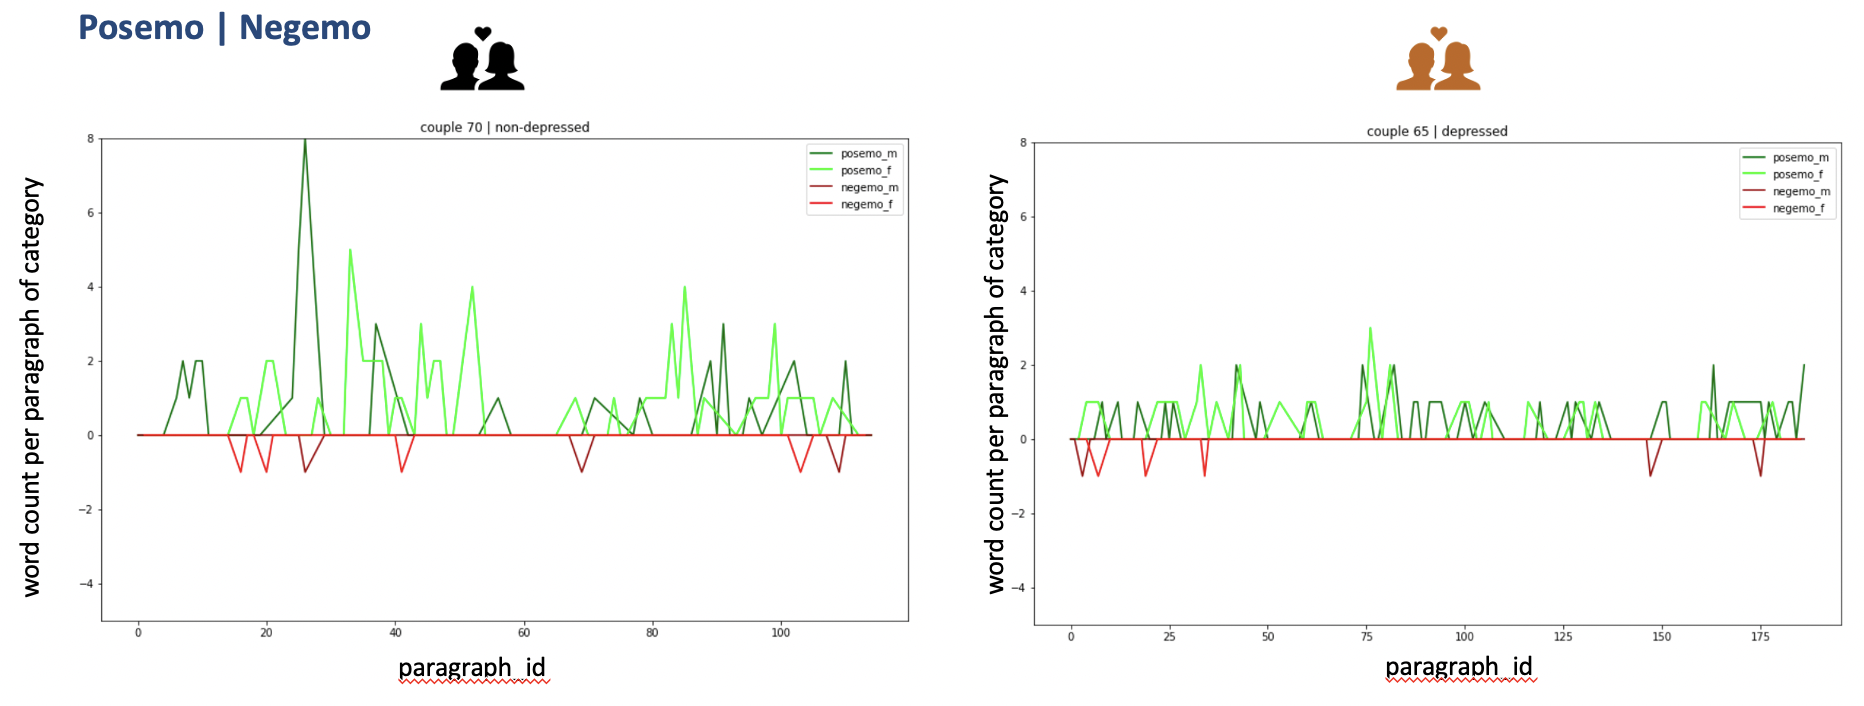 Posemo | Negemo
couple 70 | non-depressed
word count per paragraph of category
8
6
4
2
0
−2
−4
posemo_m
posemo_f
negemo_m
negemo_f
0 20 40 60 80 100
paragraph_id
couple 65 | depressed
word count per paragraph of category
8
6
4
2
0
−2
−4
posemo_m
posemo_f
negemo_m
negemo_f
0 25 50 75 100 125 150 175
paragraph_id